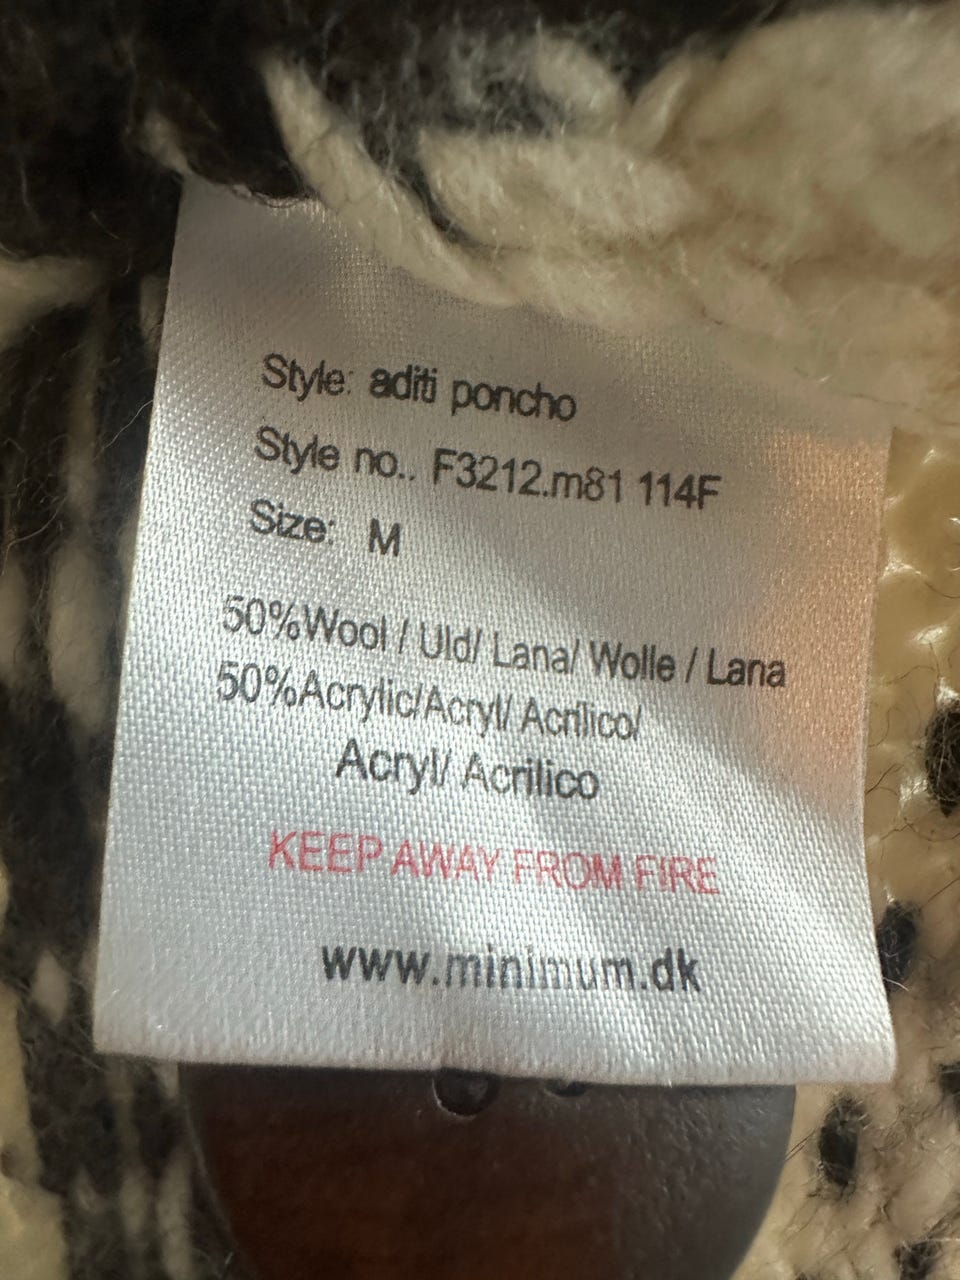 Style: aditi poncho
Style no.. F3212.m81 114F
Size: M
50%Wool / Uld/ Lana/ Wolle / Lana
50%Acrylic/Acryl/ Acrilico/
Acryl/ Acrilico
KEEP AWAY FROM FIRE
www.minimum.dk